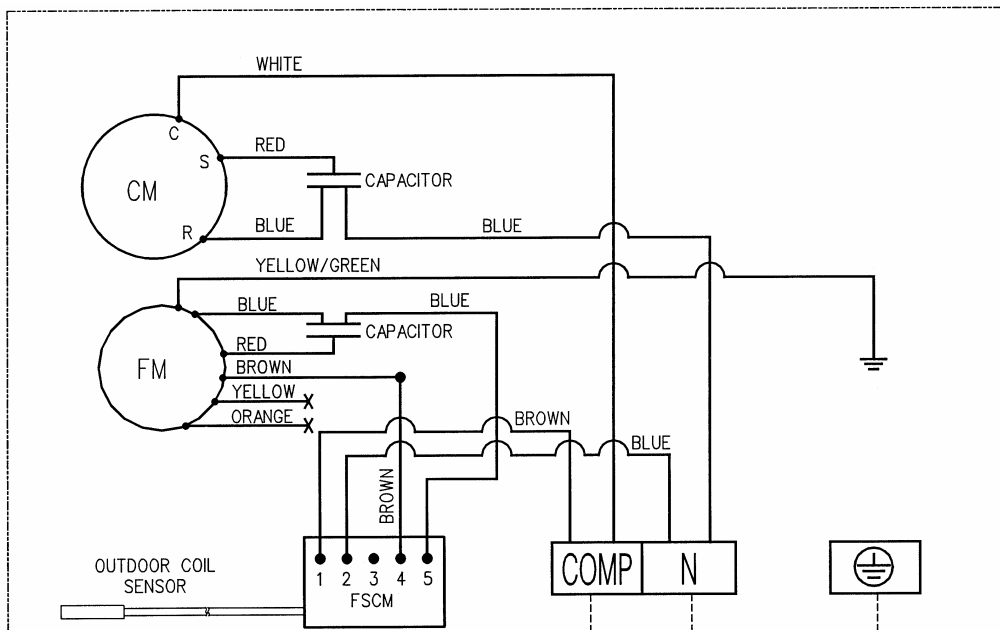 WHITE
C
RED
S
CM
CAPACITOR
R
BLUE
BLUE
YELLOW/GREEN
BLUE
BLUE
CAPACITOR
RED
FM
BROWN
YELLOW
ORANGE
BROWN
BLUE
BROWN
OUTDOOR COIL
SENSOR
1 2 3 4 5
FSCM
COMP
N